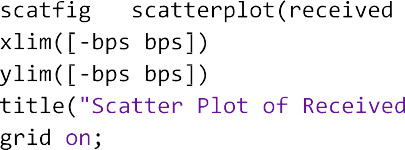 scatfig   scatterplot(received
xlim([-bps bps])
ylim([-bps bps])
title("Scatter Plot of Received
grid on;